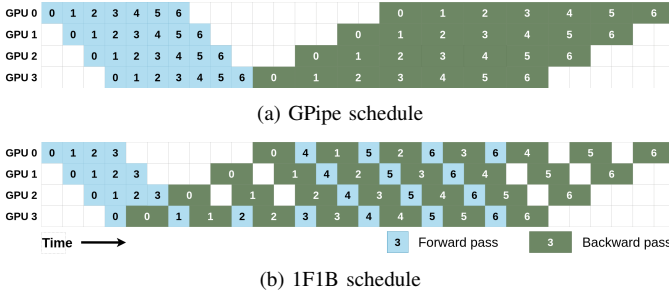 GPU 0 0 1 2 3 4 5 6 0 1 2 3 4 5 6
GPU 1 0 1 2 3 4 5 6 0 1 2 3 4 5 6
GPU 2 0 1 2 3 4 5 6 0 1 2 3 4 5 6
GPU 3 0 1 2 3 4 5 6 0 1 2 3 4 5 6
(a) GPipe schedule
GPU 0 0 1 2 3 0 4 1 5 2 6 3 6 4 5 6
GPU 1 0 1 2 3 0 1 4 2 5 3 6 4 5 6
GPU 2 0 1 2 3 0 1 2 4 3 5 4 6 5 6
GPU 3 0 0 1 1 2 2 3 3 4 4 5 5 6 6
Time 3 Forward pass 3 Backward pass
(b) 1F1B schedule